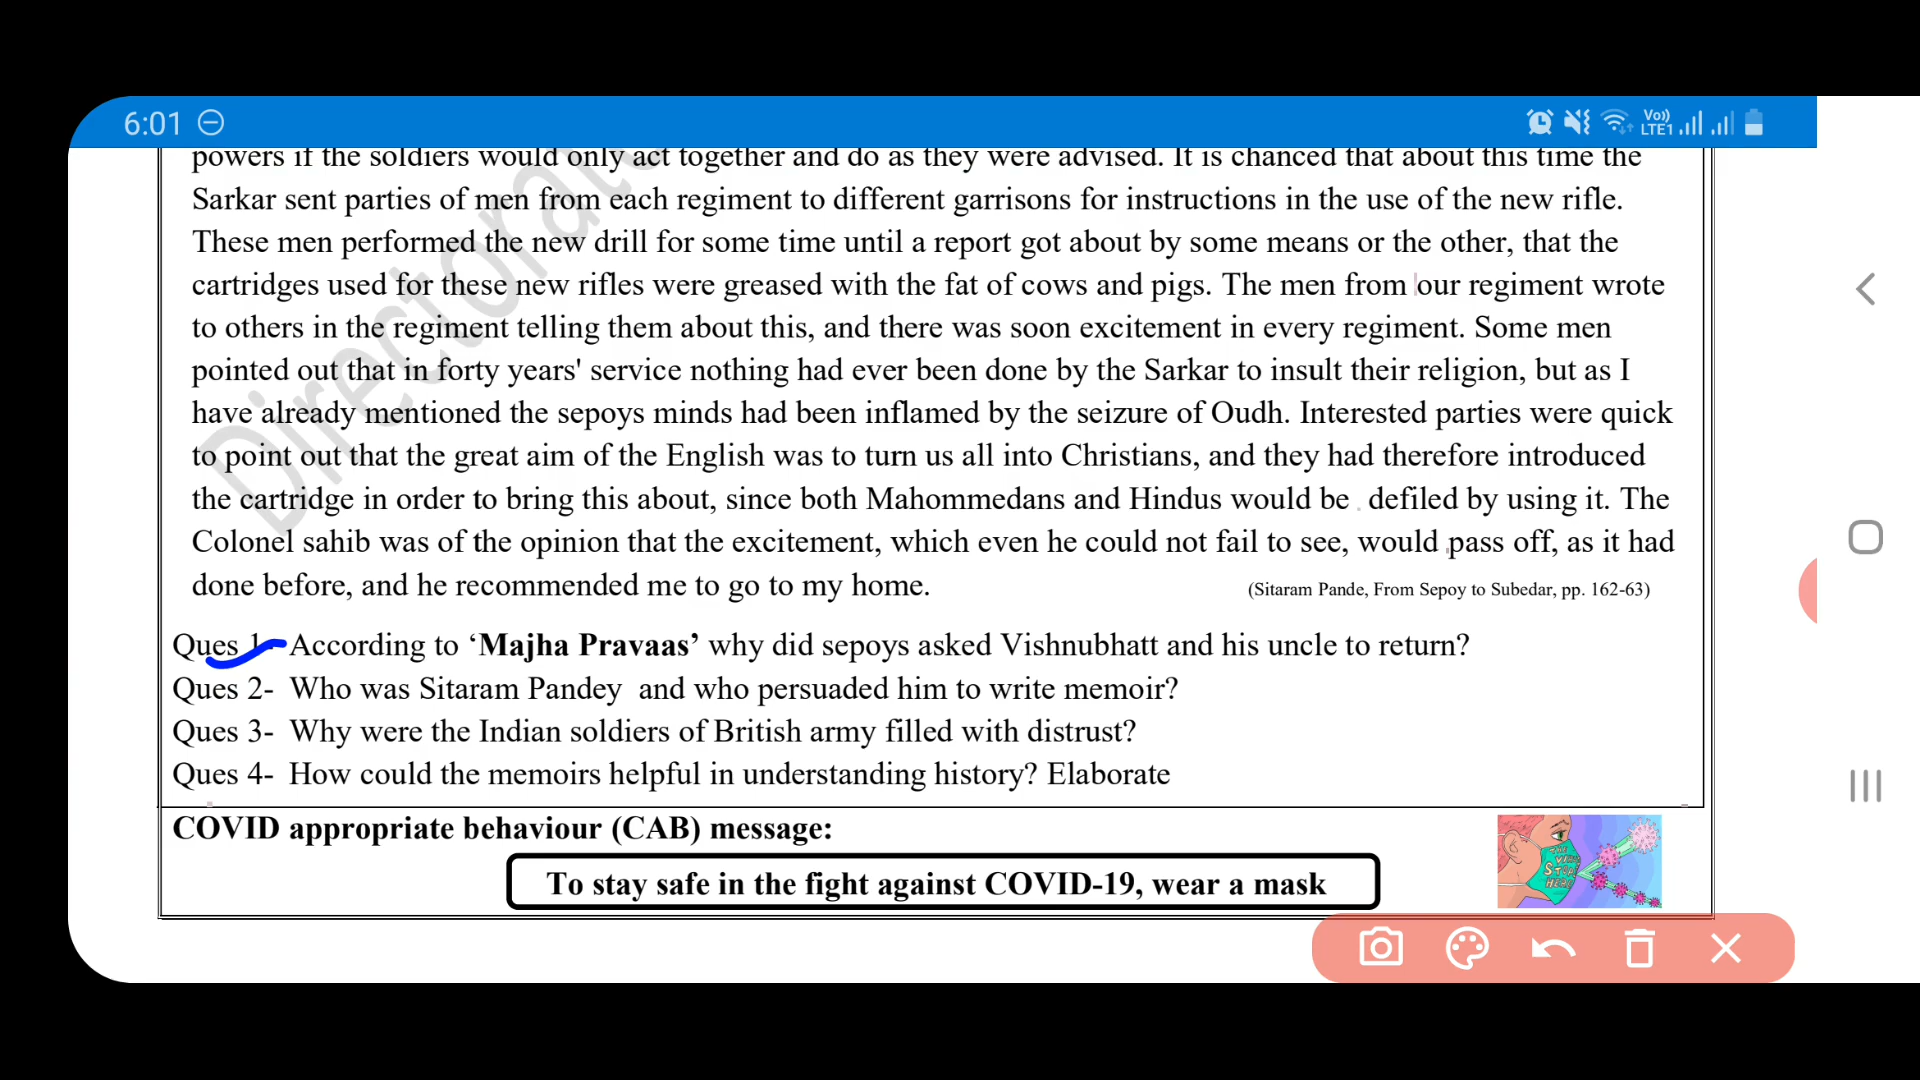 6:01
Vo))
LTE1
powers if the soldiers would only act together and do as they were advised. It is chanced that about this time the
Sarkar sent parties of men from each regiment to different garrisons for instructions in the use of the new rifle.
These men performed the new drill for some time until a report got about by some means or the other, that the
cartridges used for these new rifles were greased with the fat of cows and pigs. The men from our regiment wrote
to others in the regiment telling them about this, and there was soon excitement in every regiment. Some men
pointed out that in forty years' service nothing had ever been done by the Sarkar to insult their religion, but as I
have already mentioned the sepoys minds had been inflamed by the seizure of Oudh. Interested parties were quick
to point out that the great aim of the English was to turn us all into Christians, and they had therefore introduced
the cartridge in order to bring this about, since both Mahommedans and Hindus would be defiled by using it. The
Colonel sahib was of the opinion that the excitement, which even he could not fail to see, would pass off, as it had
done before, and he recommended me to go to my home.
(Sitaram Pande, From Sepoy to Subedar, pp. 162-63)
Ques 1- According to ‘Majha Pravaas’ why did sepoys asked Vishnubhatt and his uncle to return?
Ques 2- Who was Sitaram Pandey and who persuaded him to write memoir?
Ques 3- Why were the Indian soldiers of British army filled with distrust?
Ques 4- How could the memoirs helpful in understanding history? Elaborate
COVID appropriate behaviour (CAB) message:
To stay safe in the fight against COVID-19, wear a mask